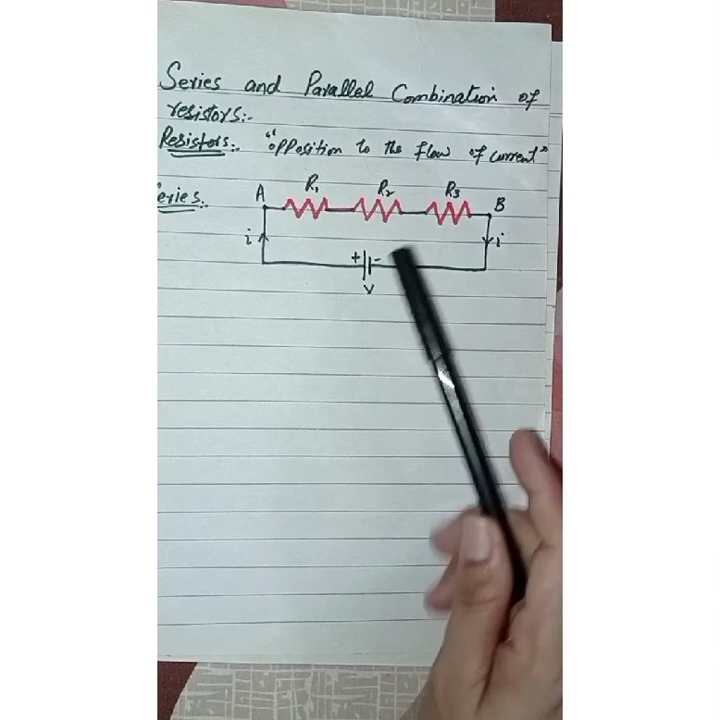 Series and Parallel Combination of
resistors:-
Resistors:- "opposition to the flow of current"
eries.
A R1 R2 R3 B
i i
+ -
V